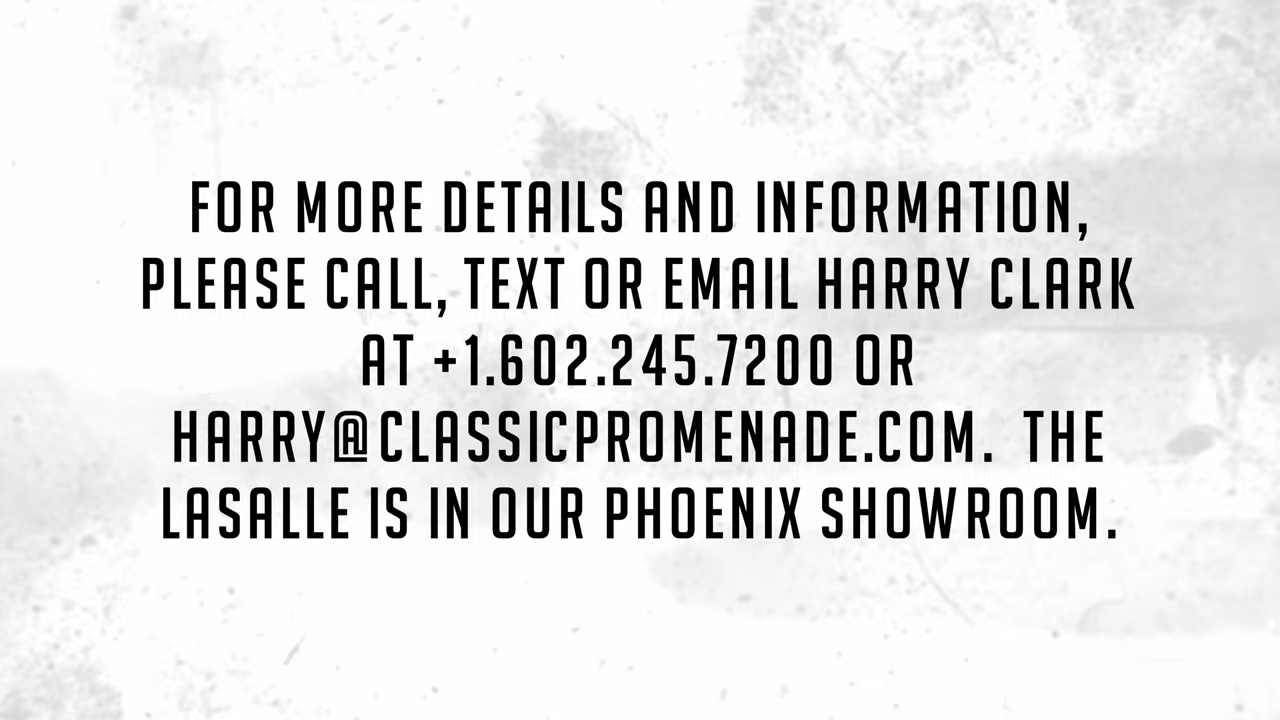 FOR MORE DETAILS AND INFORMATION,
PLEASE CALL, TEXT OR EMAIL HARRY CLARK
AT +1.602.245.7200 OR
HARRY@CLASSICPROMENADE.COM. THE
LASALLE IS IN OUR PHOENIX SHOWROOM.